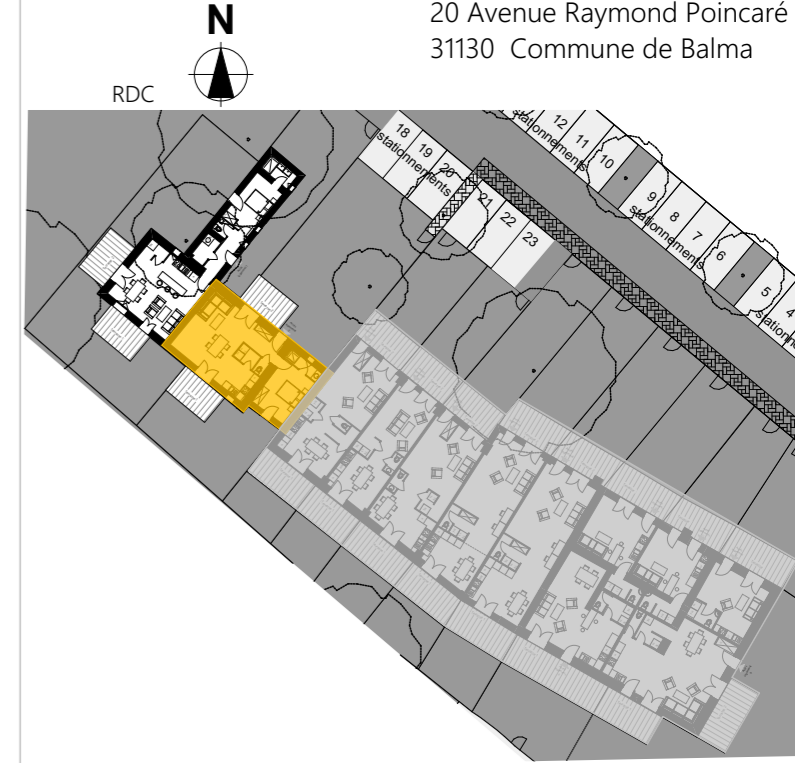 N
20 Avenue Raymond Poincaré
31130 Commune de Balma
RDC
18
19
20
stationnements
21
22
23
12
11
10
stationnements
9
8
7
6
stationnements
5
4